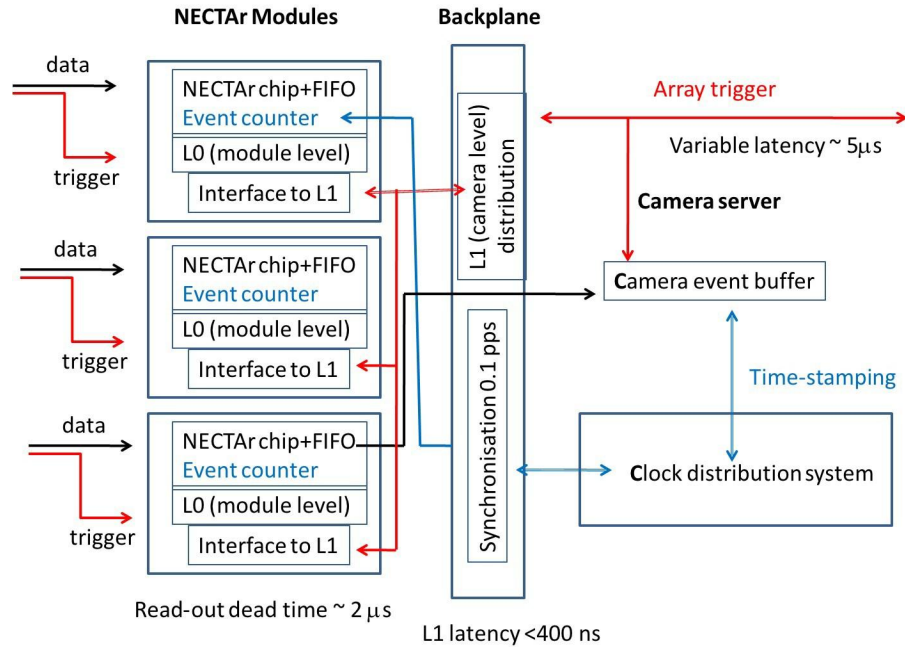 NECTAr Modules
Backplane
data
trigger
NECTAr chip+FIFO
Event counter
L0 (module level)
Interface to L1
data
trigger
NECTAr chip+FIFO
Event counter
L0 (module level)
Interface to L1
data
trigger
NECTAr chip+FIFO
Event counter
L0 (module level)
Interface to L1
Read-out dead time ~ 2 μs
L1 (camera level)
distribution
Synchronisation 0.1 pps
L1 latency <400 ns
Array trigger
Variable latency ~ 5μs
Camera server
Camera event buffer
Time-stamping
Clock distribution system